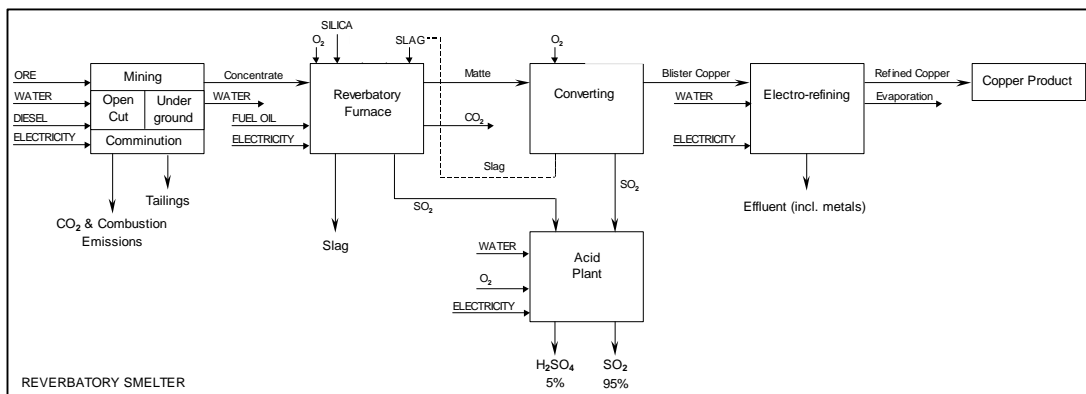 SILICA
O₂
SLAG
O₂
ORE
Mining
Concentrate
Reverbatory
Furnace
Matte
Converting
Blister Copper
Electro-refining
Refined Copper
Copper Product
WATER
Open
Cut
Under
ground
WATER
WATER
Evaporation
DIESEL
FUEL OIL
CO₂
ELECTRICITY
Comminution
ELECTRICITY
ELECTRICITY
Slag
SO₂
Tailings
SO₂
Effluent (incl. metals)
CO₂ & Combustion
Emissions
Slag
WATER
Acid
Plant
O₂
ELECTRICITY
H₂SO₄
5%
SO₂
95%
REVERBATORY SMELTER